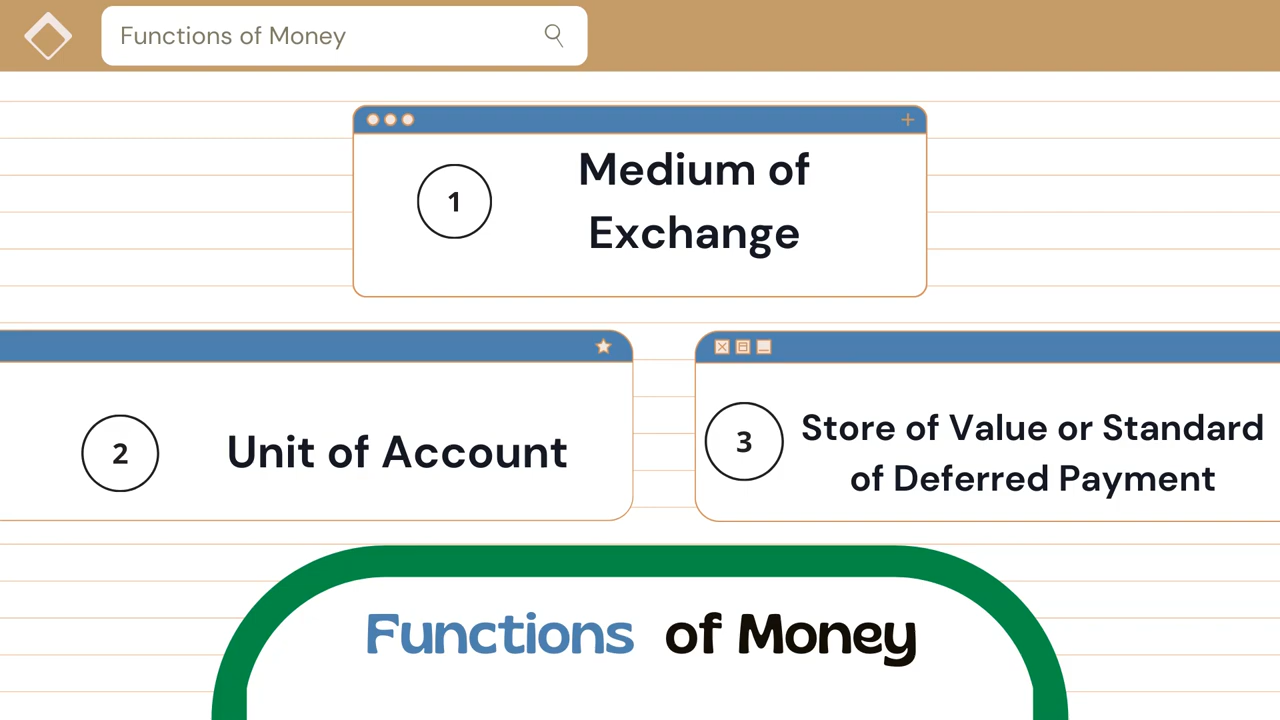 Functions of Money
1
Medium of
Exchange
2
Unit of Account
3
Store of Value or Standard
of Deferred Payment
Functions of Money